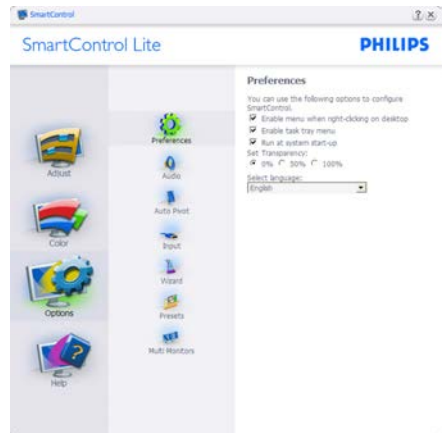 SmartControl
SmartControl Lite
PHILIPS
Adjust
Color
Options
Help
Preferences
Audio
Auto Pivot
Input
Wizard
Presets
Multi Monitors
Preferences
You can use the following options to configure
SmartControl.
Enable menu when right-clicking on desktop
Enable task tray menu
Run at system start-up
Set Transparency:
0% 50% 100%
Select language:
English